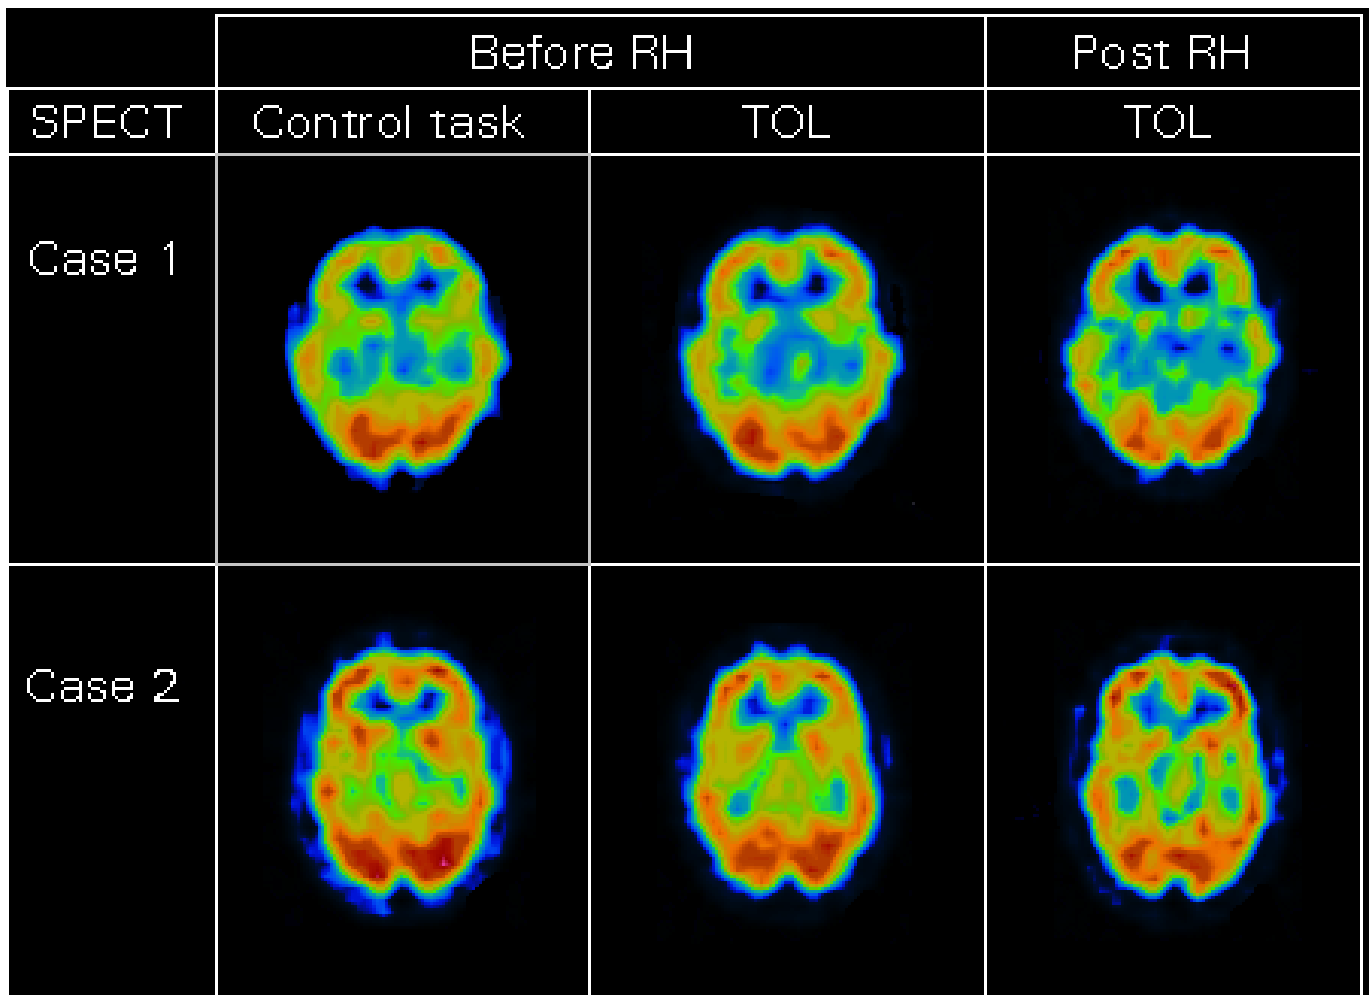 Before RH
Post RH
SPECT
Control task
TOL
TOL
Case 1
Case 2